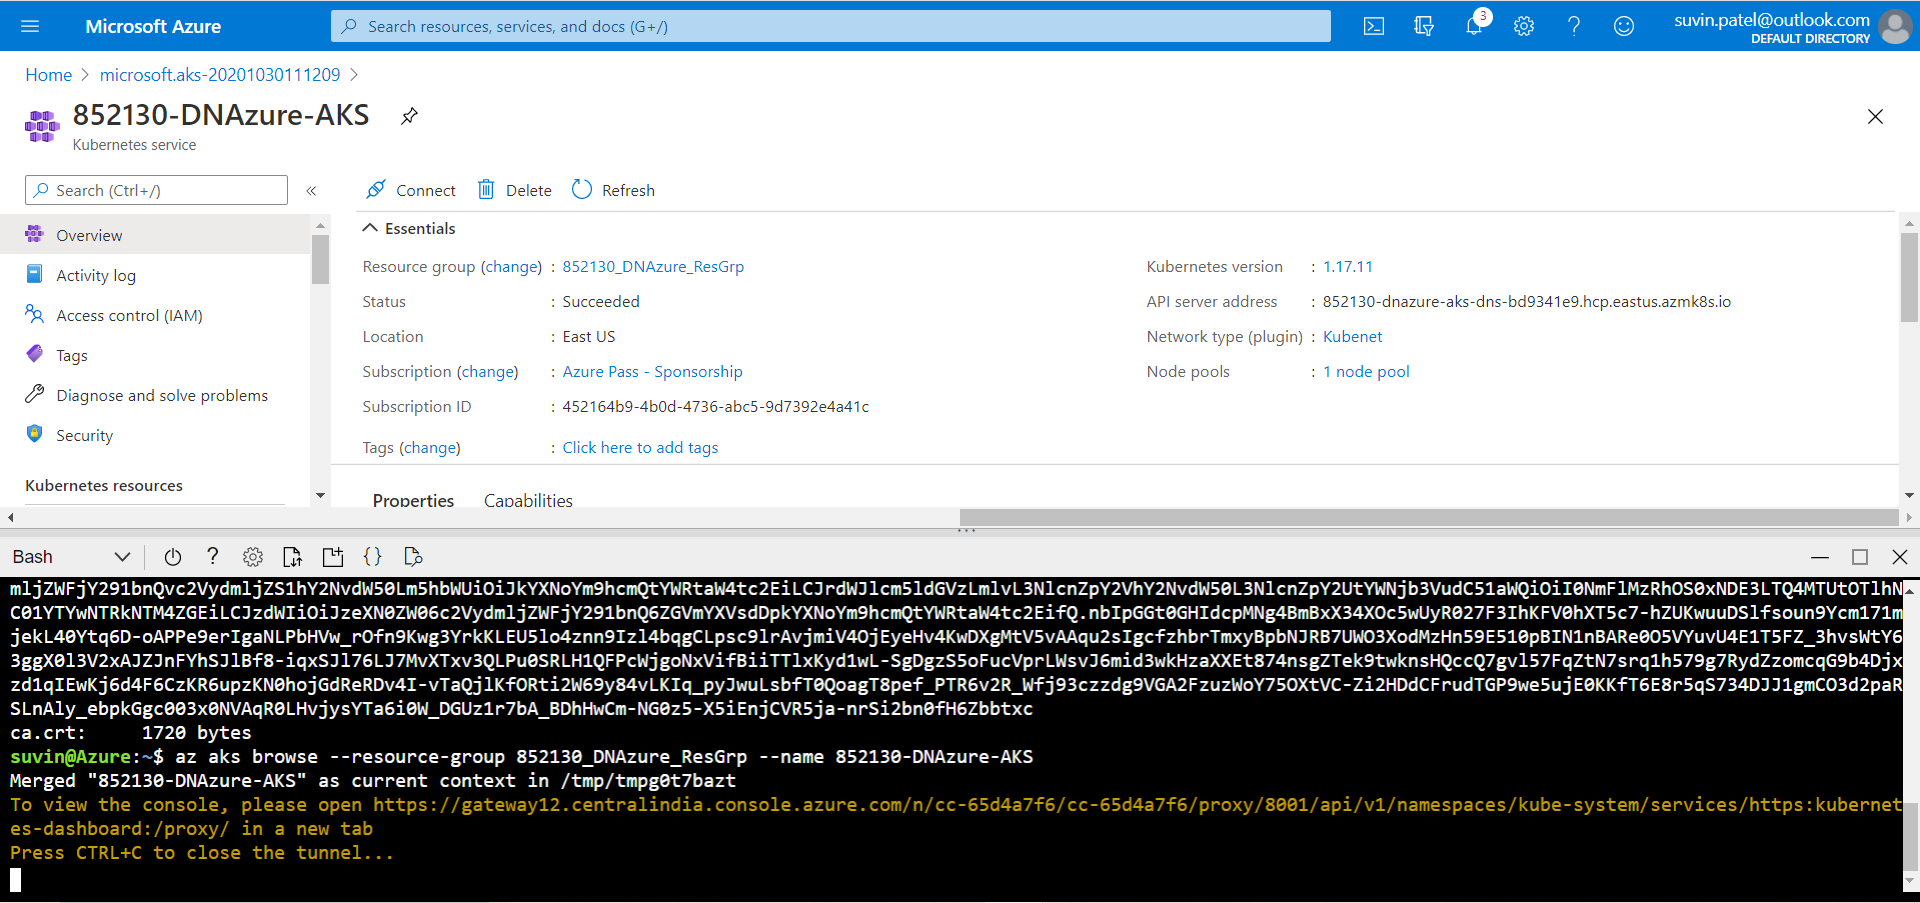 Microsoft Azure
Search resources, services, and docs (G+/)
3
suvin.patel@outlook.com
DEFAULT DIRECTORY
Home > microsoft.aks-20201030111209 >
852130-DNAzure-AKS
Kubernetes service
Search (Ctrl+/)
«
Connect Delete Refresh
Overview
Activity log
Access control (IAM)
Tags
Diagnose and solve problems
Security
Kubernetes resources
Essentials
Resource group (change) : 852130_DNAzure_ResGrp
Status : Succeeded
Location : East US
Subscription (change) : Azure Pass - Sponsorship
Subscription ID : 452164b9-4b0d-4736-abc5-9d7392e4a41c
Tags (change) : Click here to add tags
Kubernetes version : 1.17.11
API server address : 852130-dnazure-aks-dns-bd9341e9.hcp.eastus.azmk8s.io
Network type (plugin) : Kubenet
Node pools : 1 node pool
Properties Capabilities
Bash
ca.crt: 1720 bytes
suvin@Azure:~$ az aks browse --resource-group 852130_DNAzure_ResGrp --name 852130-DNAzure-AKS
Merged "852130-DNAzure-AKS" as current context in /tmp/tmpg0t7bazt
To view the console, please open https://gateway12.centralindia.console.azure.com/n/cc-65d4a7f6/cc-65d4a7f6/proxy/8001/api/v1/namespaces/kube-system/services/https:kubernet
es-dashboard:/proxy/ in a new tab
Press CTRL+C to close the tunnel...